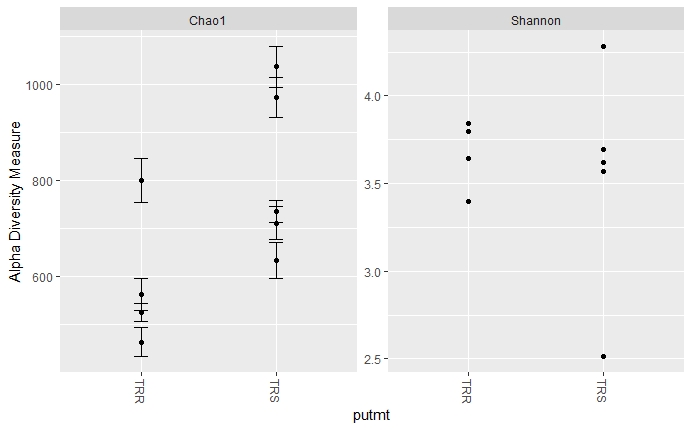 Chao1
Shannon
Alpha Diversity Measure
1000
800
600
4.0
3.5
3.0
2.5
TRR
TRS
TRR
TRS
putmt